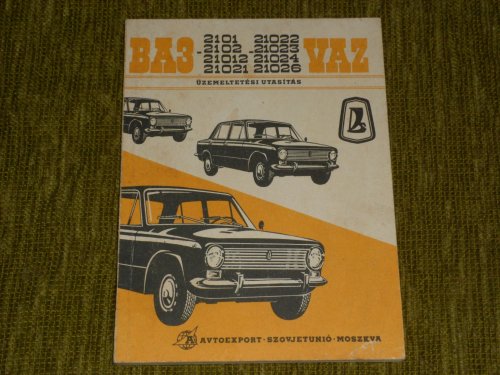 ВАЗ - 2101 21022 VAZ
2102 - 21023
21012 21024
21021 21026
ÜZEMELTETÉSI UTASÍTÁS
AVTOEXPORT · SZOVJETUNIÓ · MOSZKVA